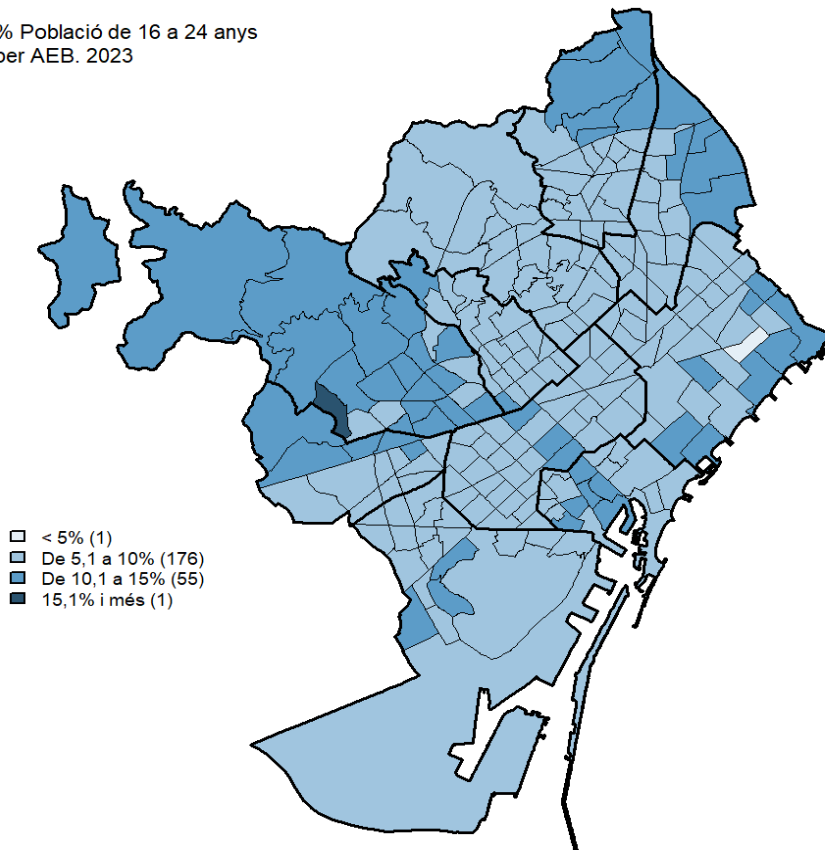 % Població de 16 a 24 anys
per AEB. 2023
< 5% (1)
De 5,1 a 10% (176)
De 10,1 a 15% (55)
15,1% i més (1)